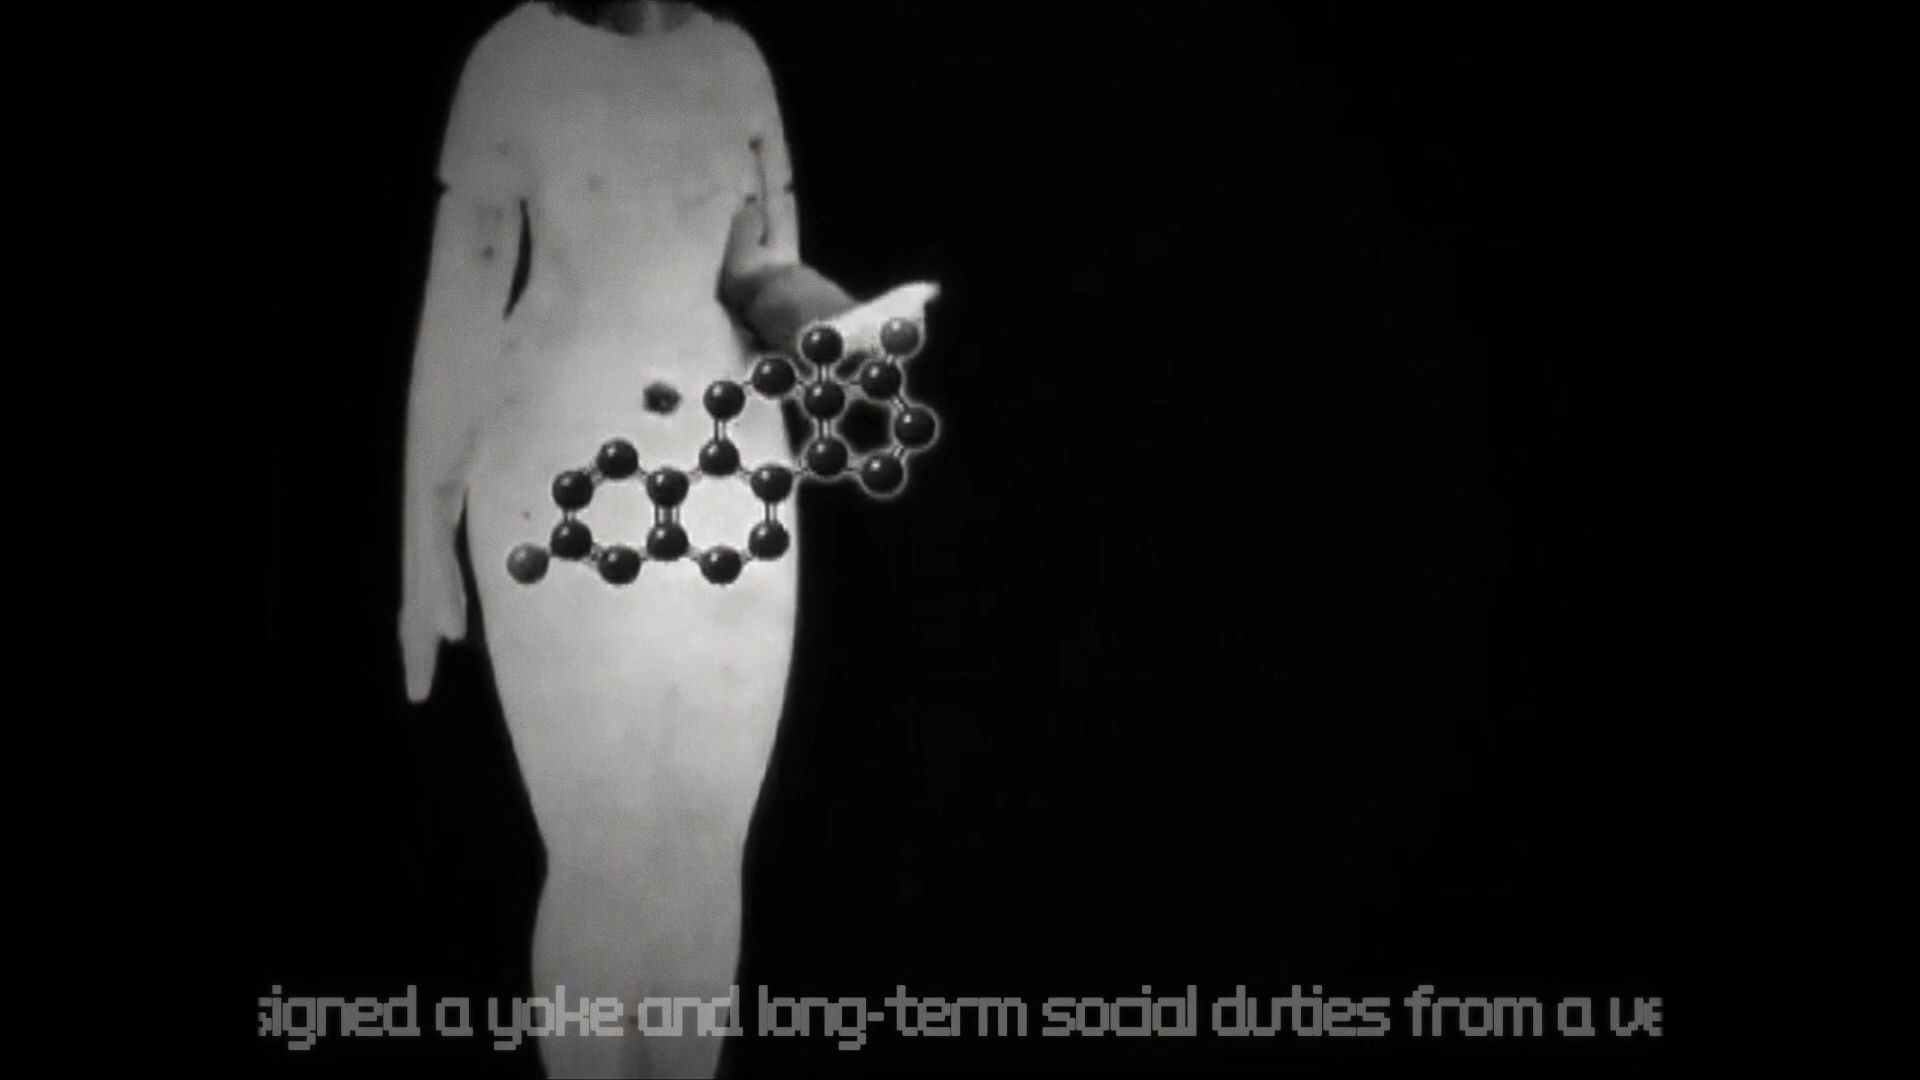 signed a yoke and long-term social duties from a ve